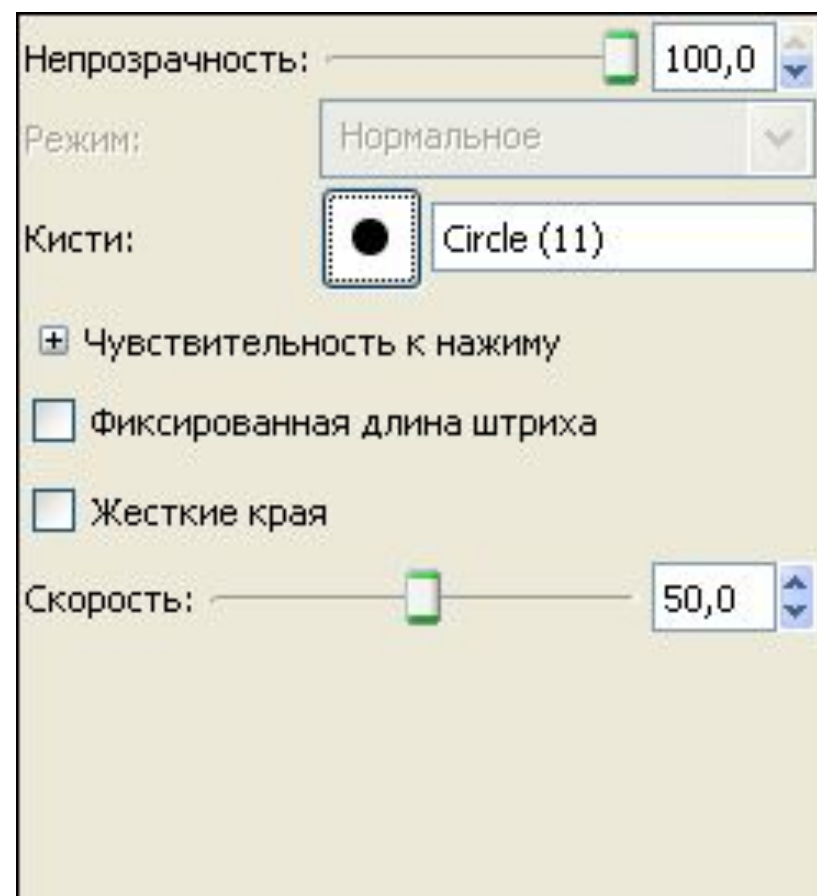 Непрозрачность: 100,0
Режим: Нормальное
Кисти: Circle (11)
Чувствительность к нажиму
Фиксированная длина штриха
Жесткие края
Скорость: 50,0